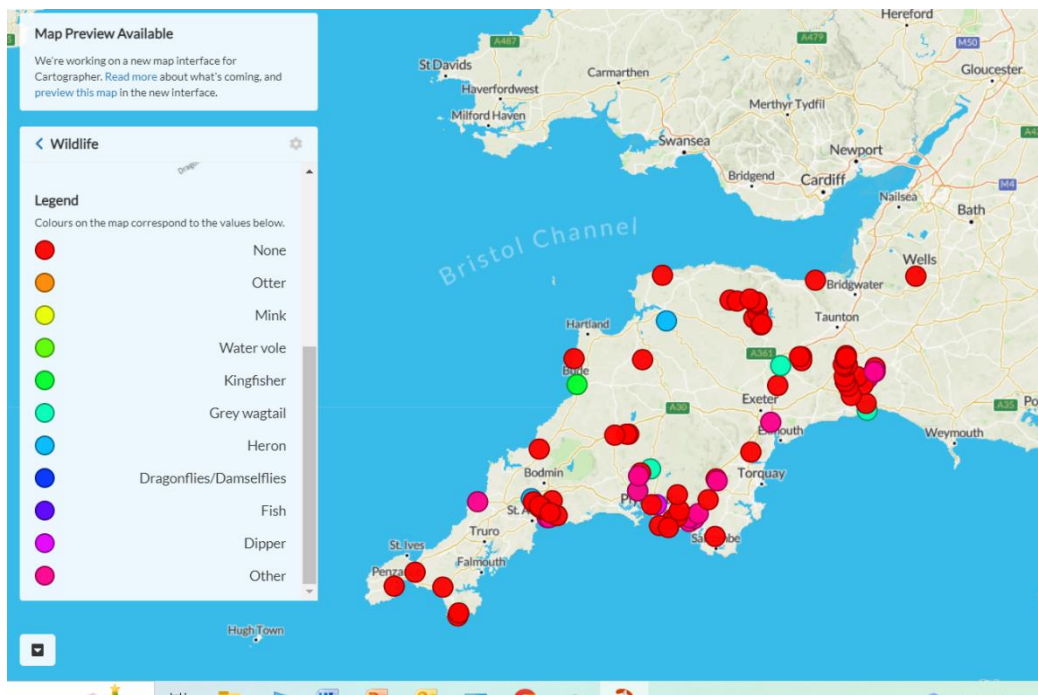 Map Preview Available
We're working on a new map interface for
Cartographer. Read more about what's coming, and
preview this map in the new interface.
Wildlife
Legend
Colours on the map correspond to the values below.
None
Otter
Mink
Water vole
Kingfisher
Grey wagtail
Heron
Dragonflies/Damselflies
Fish
Dipper
Other
Hereford
A487
A479
M50
St Davids
Gloucester
Carmarthen
Haverfordwest
Merthyr Tydfil
Milford Haven
Swansea
Newport
Bridgend
Cardiff
M4
Nailsea
Bath
Bristol Channel
Wells
Bridgwater
Hartland
Taunton
A361
Bude
A30
Exeter
A35
Weymouth
Torquay
Bodmin
Truro
St. Ives
Falmouth
Hugh Town